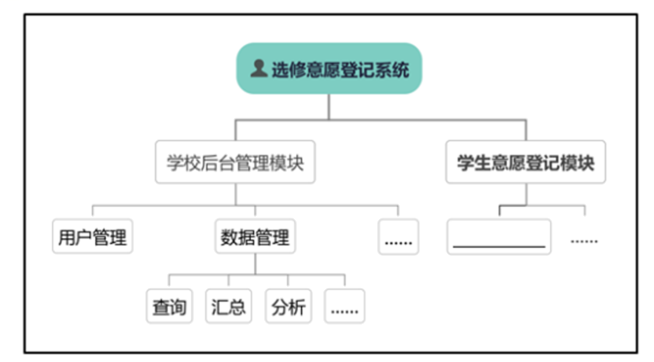 选修意愿登记系统
学校后台管理模块
学生意愿登记模块
用户管理
数据管理
......
______________
......
查询
汇总
分析
......